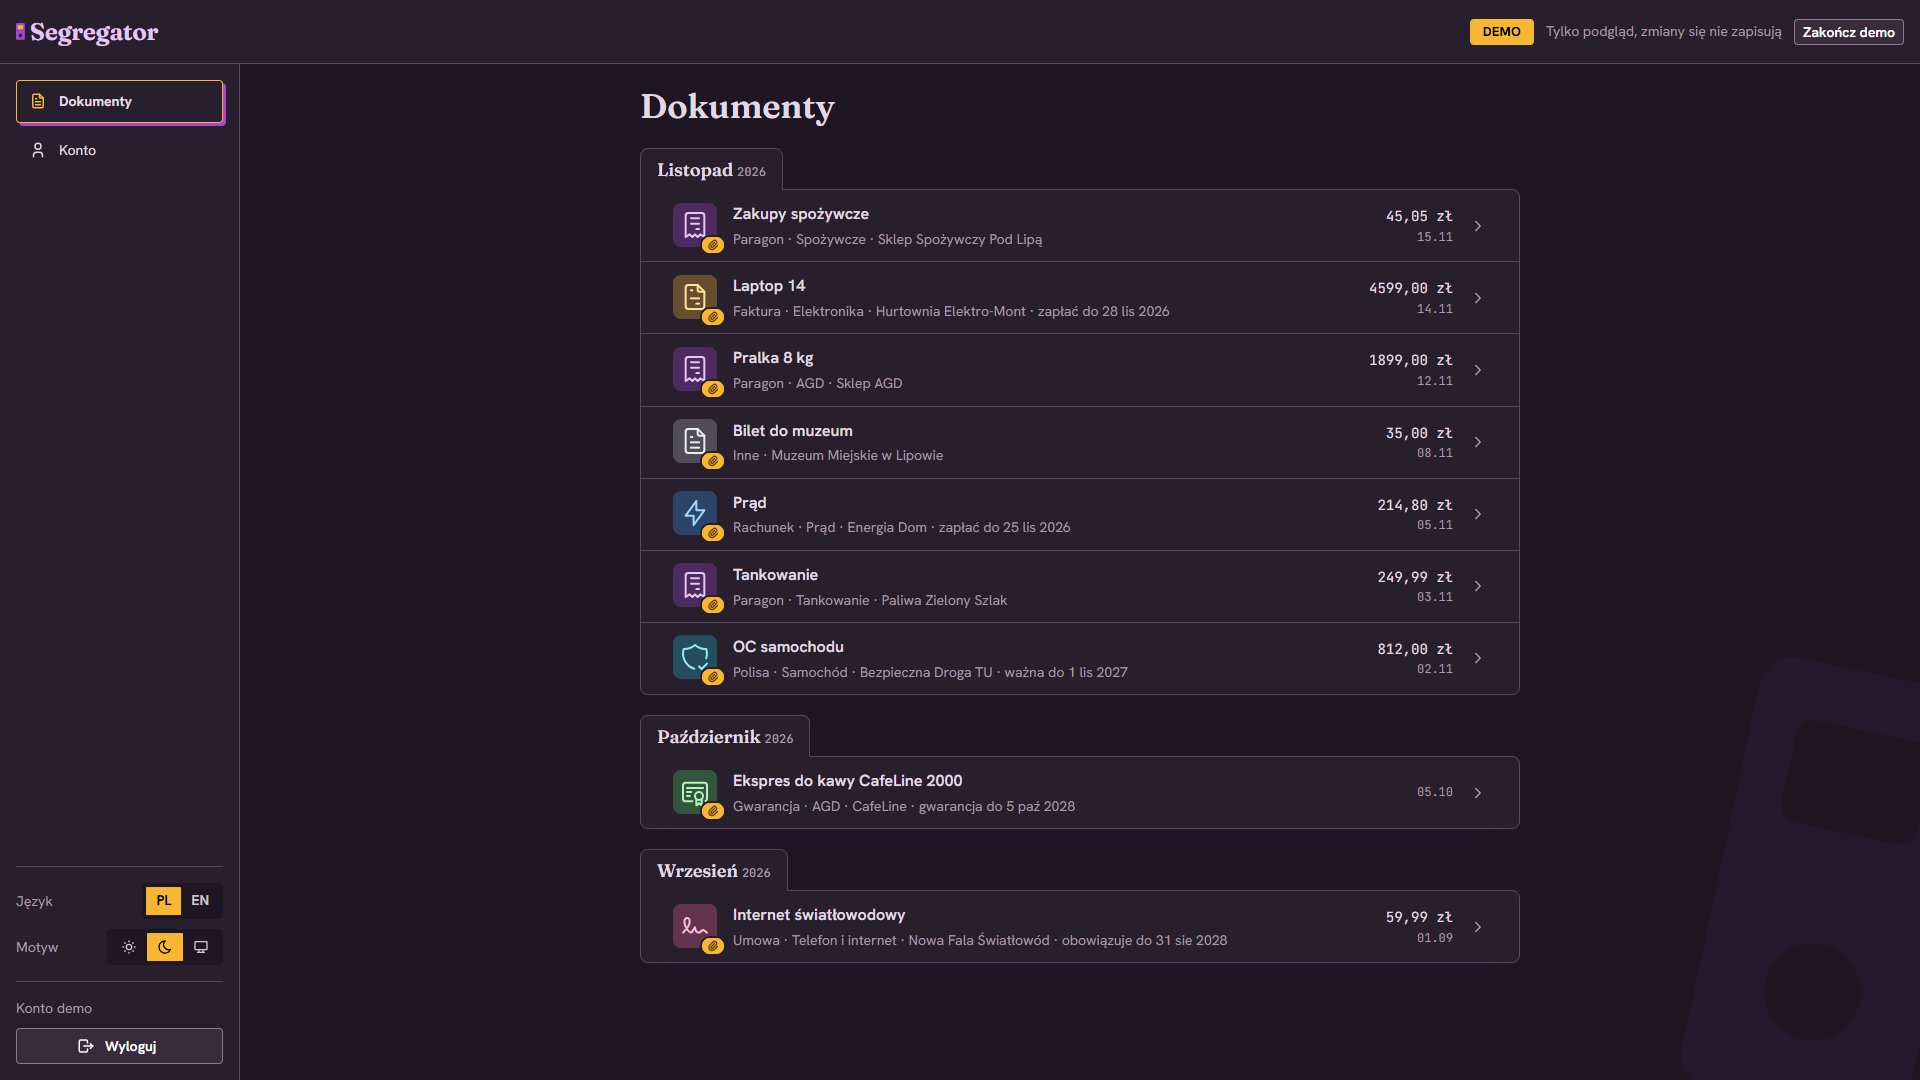 Segregator
DEMO Tylko podgląd, zmiany się nie zapisują Zakończ demo
Dokumenty
Konto
Dokumenty
Listopad 2026
Zakupy spożywcze
Paragon · Spożywcze · Sklep Spożywczy Pod Lipą
45,05 zł
15.11
Laptop 14
Faktura · Elektronika · Hurtownia Elektro-Mont · zapłać do 28 lis 2026
4599,00 zł
14.11
Pralka 8 kg
Paragon · AGD · Sklep AGD
1899,00 zł
12.11
Bilet do muzeum
Inne · Muzeum Miejskie w Lipowie
35,00 zł
08.11
Prąd
Rachunek · Prąd · Energia Dom · zapłać do 25 lis 2026
214,80 zł
05.11
Tankowanie
Paragon · Tankowanie · Paliwa Zielony Szlak
249,99 zł
03.11
OC samochodu
Polisa · Samochód · Bezpieczna Droga TU · ważna do 1 lis 2027
812,00 zł
02.11
Październik 2026
Ekspres do kawy CafeLine 2000
Gwarancja · AGD · CafeLine · gwarancja do 5 paź 2028
05.10
Wrzesień 2026
Internet światłowodowy
Umowa · Telefon i internet · Nowa Fala Światłowód · obowiązuje do 31 sie 2028
59,99 zł
01.09
Język PL EN
Motyw
Konto demo
Wyloguj